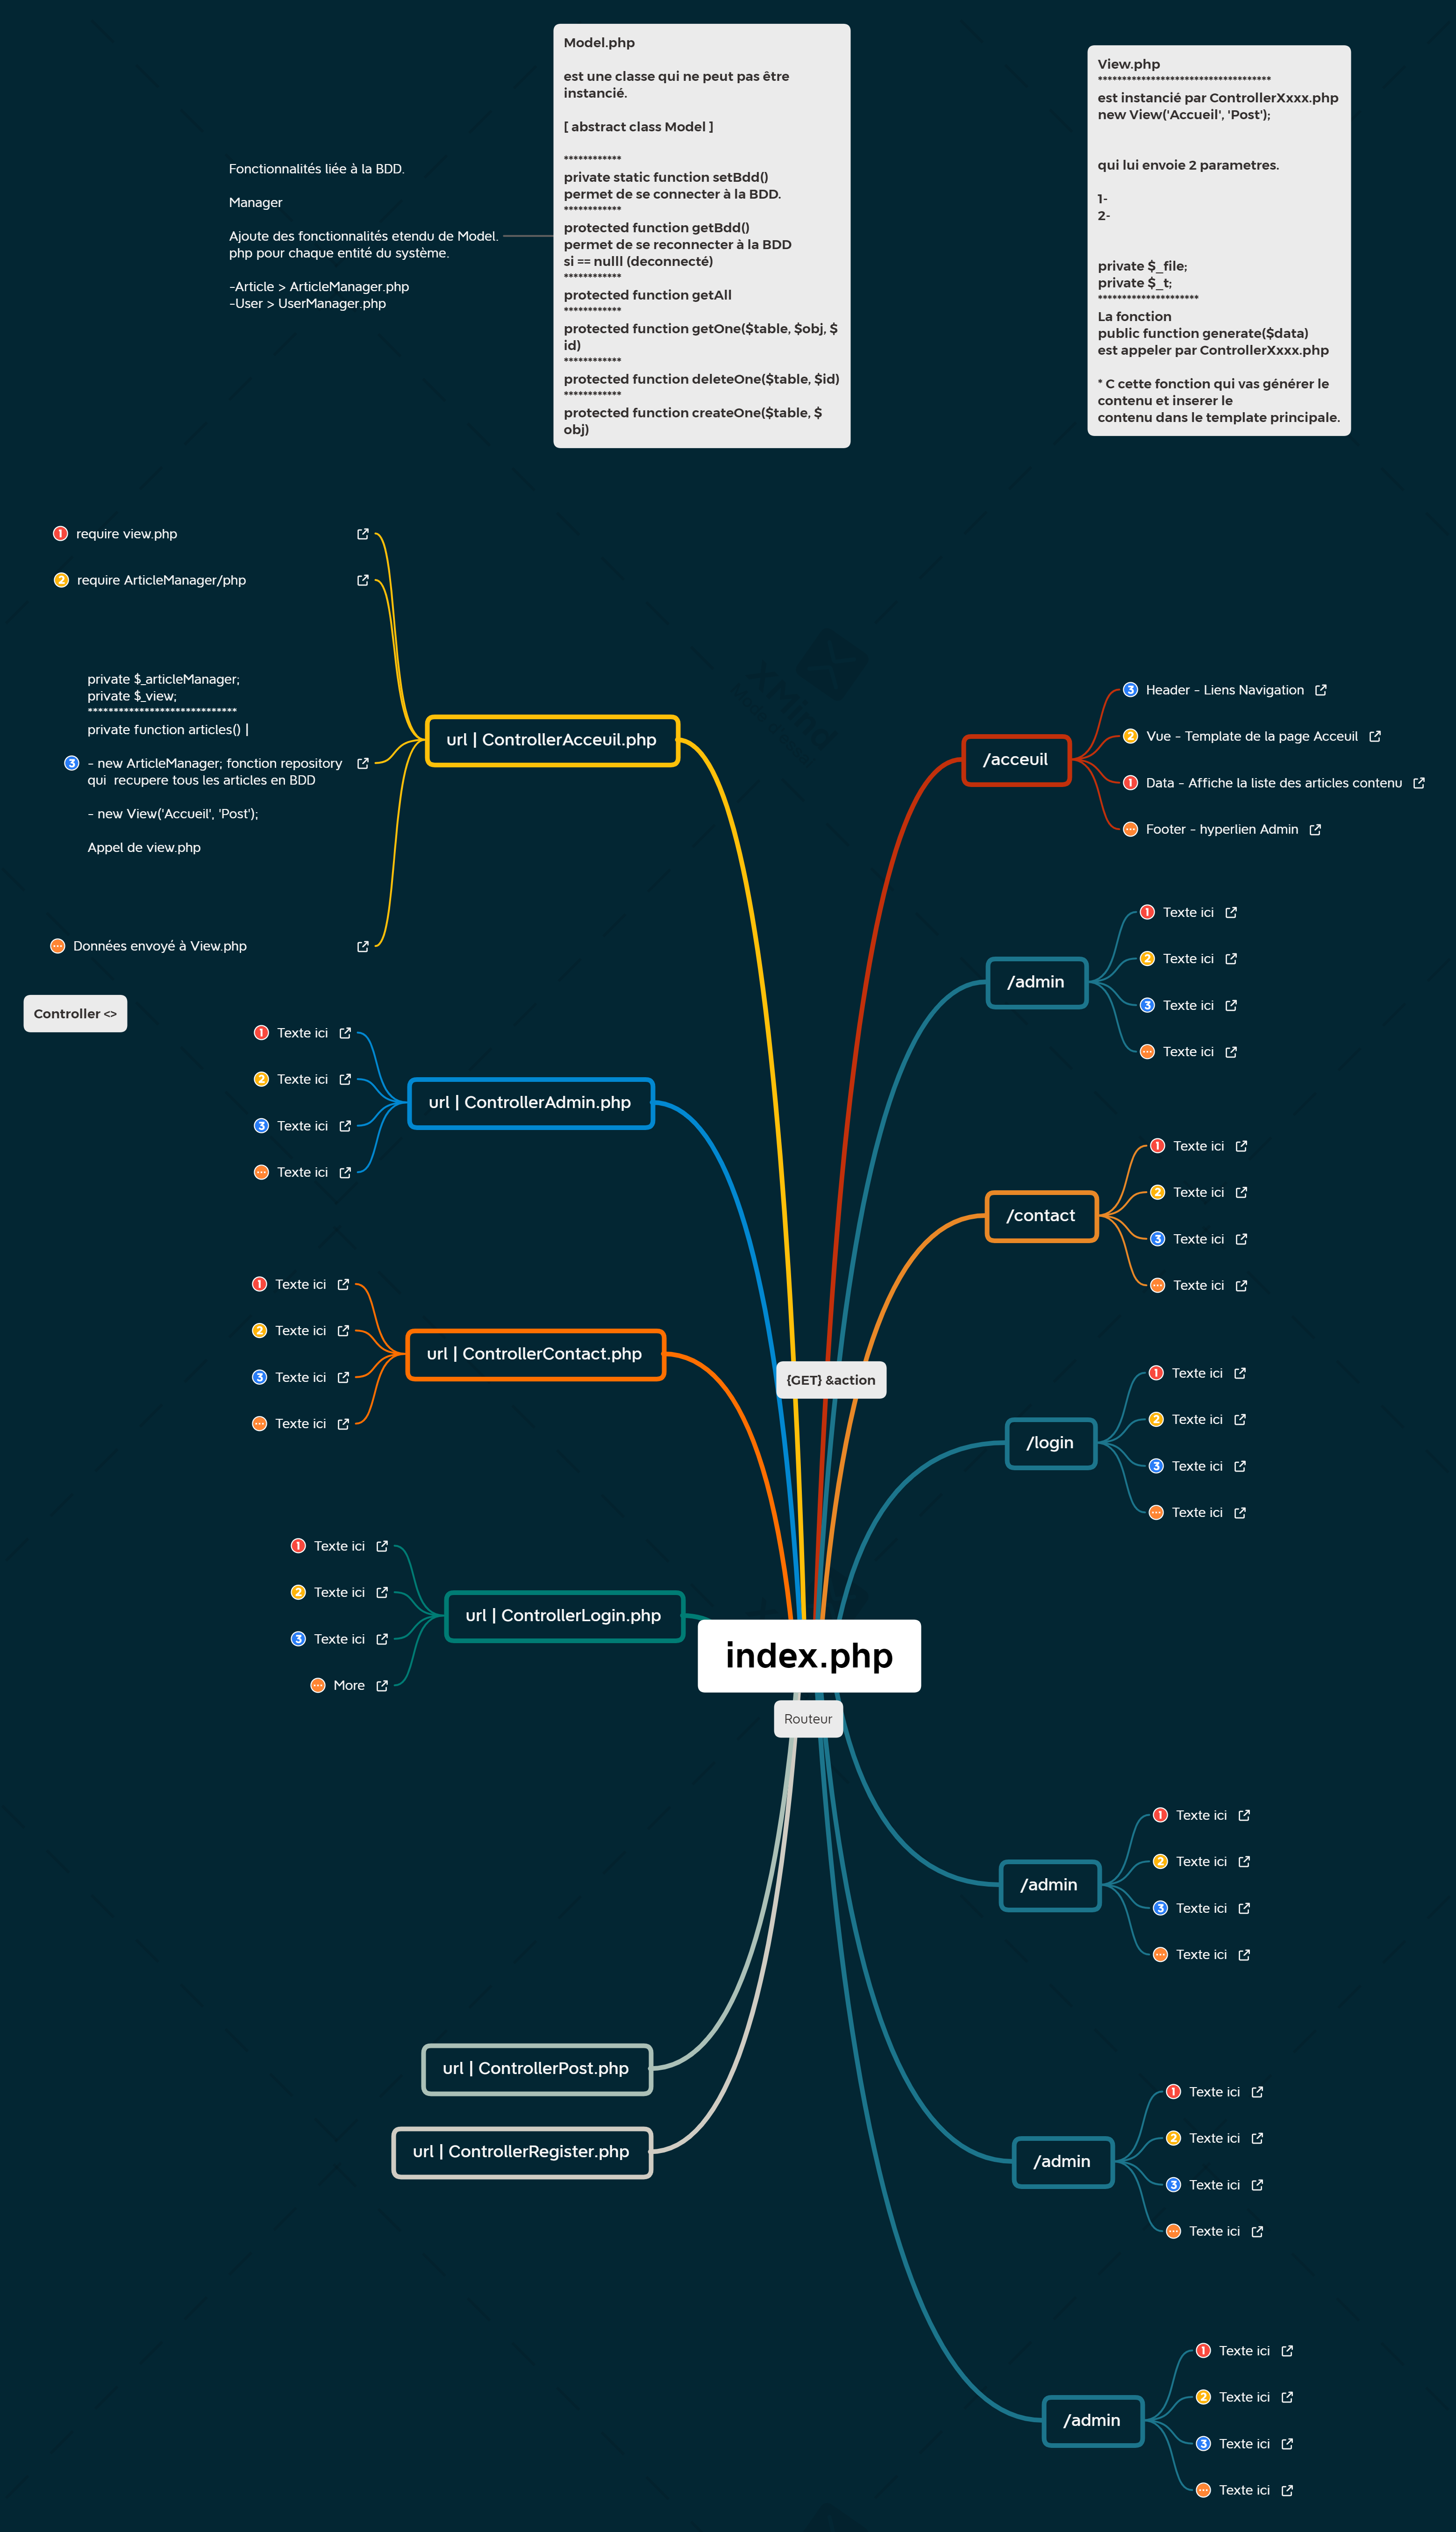 Model.php
est une classe qui ne peut pas être
instancié.
[ abstract class Model ]
************
private static function setBdd()
permet de se connecter à la BDD.
************
protected function getBdd()
permet de se reconnecter à la BDD
si == nulll (deconnecté)
************
protected function getAll
************
protected function getOne($table, $obj, $
id)
************
protected function deleteOne($table, $id)
************
protected function createOne($table, $
obj)
View.php
************************************
est instancié par ControllerXxxx.php
new View('Accueil', 'Post');
qui lui envoie 2 parametres.
1-
2-
private $_file;
private $_t;
*********************
La fonction
public function generate($data)
est appeler par ControllerXxxx.php
* C cette fonction qui vas générer le
contenu et inserer le
contenu dans le template principale.
Fonctionnalités liée à la BDD.
Manager
Ajoute des fonctionnalités etendu de Model.
php pour chaque entité du système.
-Article > ArticleManager.php
-User > UserManager.php
1 require view.php
2 require ArticleManager/php
private $_articleManager;
private $_view;
****************************
private function articles() |
3 - new ArticleManager; fonction repository
qui  recupere tous les articles en BDD
- new View('Accueil', 'Post');
Appel de view.php
Données envoyé à View.php
url | ControllerAcceuil.php
XMind
Controller <>
1 Texte ici
2 Texte ici
3 Texte ici
Texte ici
url | ControllerAdmin.php
1 Texte ici
2 Texte ici
3 Texte ici
Texte ici
url | ControllerContact.php
1 Texte ici
2 Texte ici
3 Texte ici
More
url | ControllerLogin.php
/acceuil
3 Header - Liens Navigation
2 Vue - Template de la page Acceuil
1 Data - Affiche la liste des articles contenu
Footer - hyperlien Admin
/admin
1 Texte ici
2 Texte ici
3 Texte ici
Texte ici
/contact
1 Texte ici
2 Texte ici
3 Texte ici
Texte ici
{GET} &action
/login
1 Texte ici
2 Texte ici
3 Texte ici
Texte ici
index.php
Routeur
/admin
1 Texte ici
2 Texte ici
3 Texte ici
Texte ici
url | ControllerPost.php
url | ControllerRegister.php
/admin
1 Texte ici
2 Texte ici
3 Texte ici
Texte ici
/admin
1 Texte ici
2 Texte ici
3 Texte ici
Texte ici